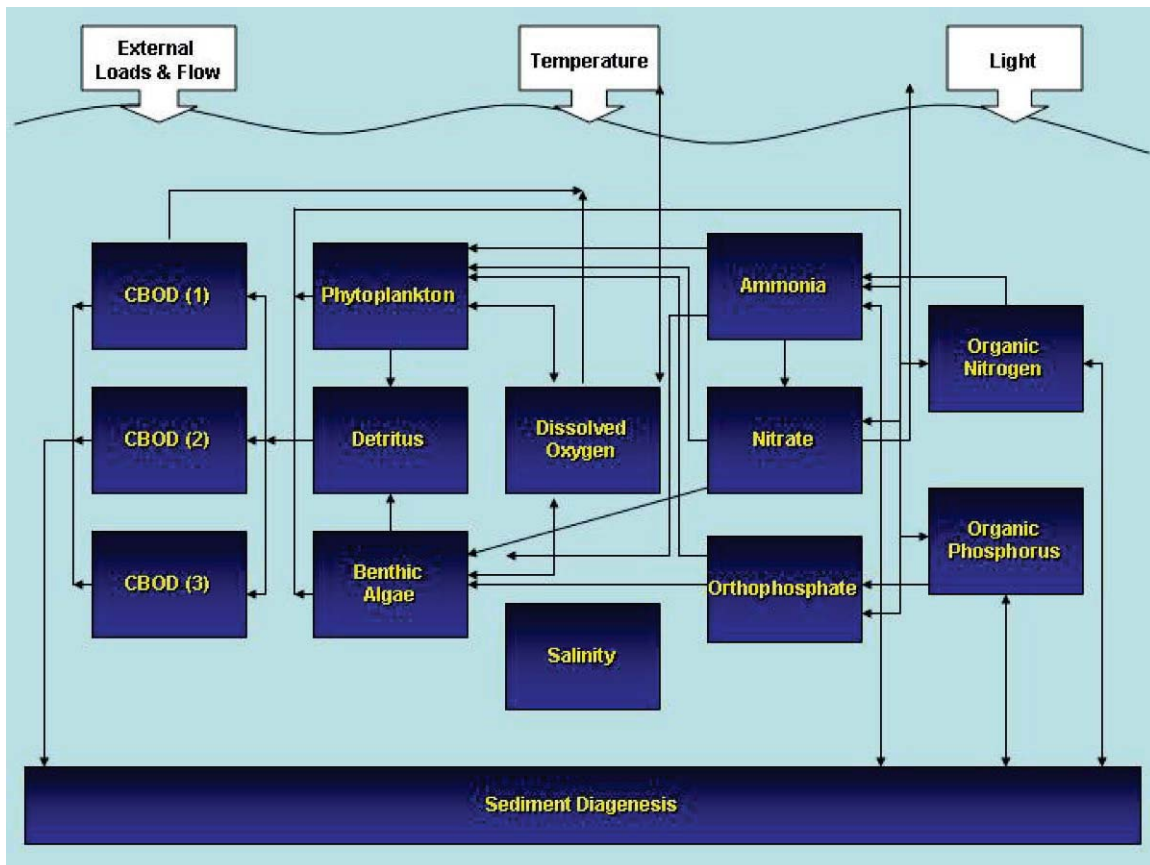 External
Loads & Flow
Temperature
Light
CBOD (1)
Phytoplankton
Ammonia
Organic
Nitrogen
CBOD (2)
Detritus
Dissolved
Oxygen
Nitrate
Organic
Phosphorus
CBOD (3)
Benthic
Algae
Orthophosphate
Salinity
Sediment Diagenesis